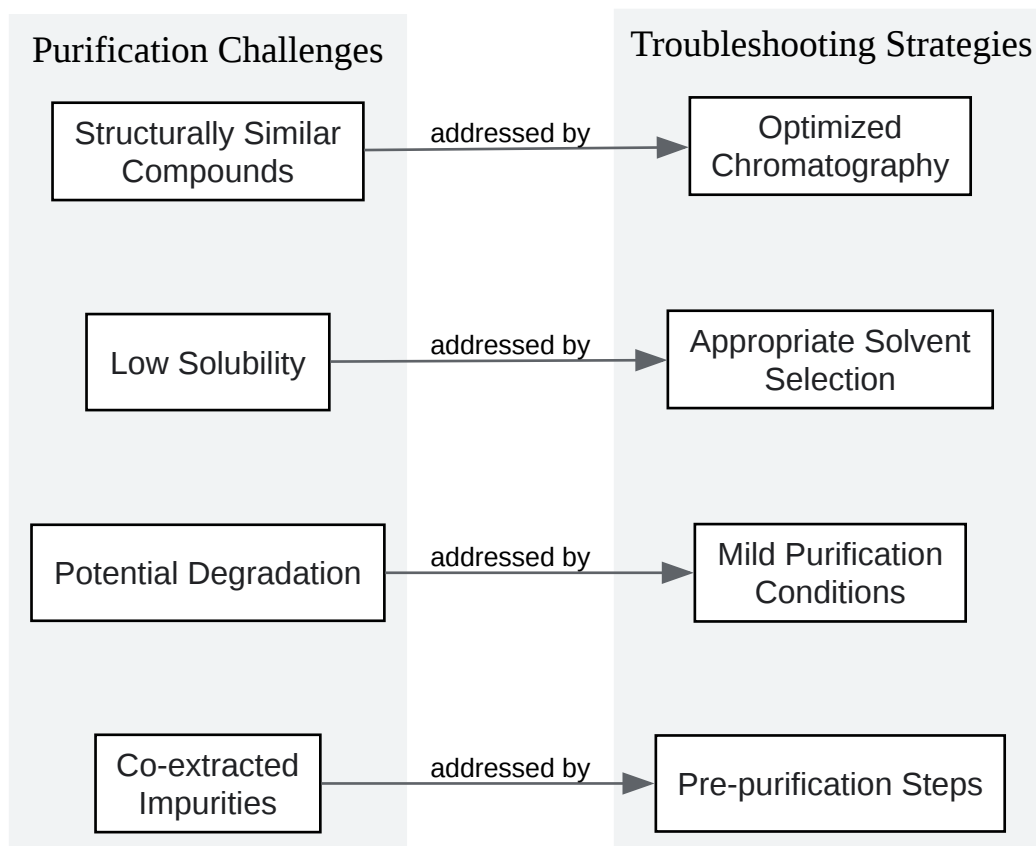 Purification Challenges
Troubleshooting Strategies
Structurally Similar
Compounds
addressed by
Optimized
Chromatography
Low Solubility
addressed by
Appropriate Solvent
Selection
Potential Degradation
addressed by
Mild Purification
Conditions
Co-extracted
Impurities
addressed by
Pre-purification Steps